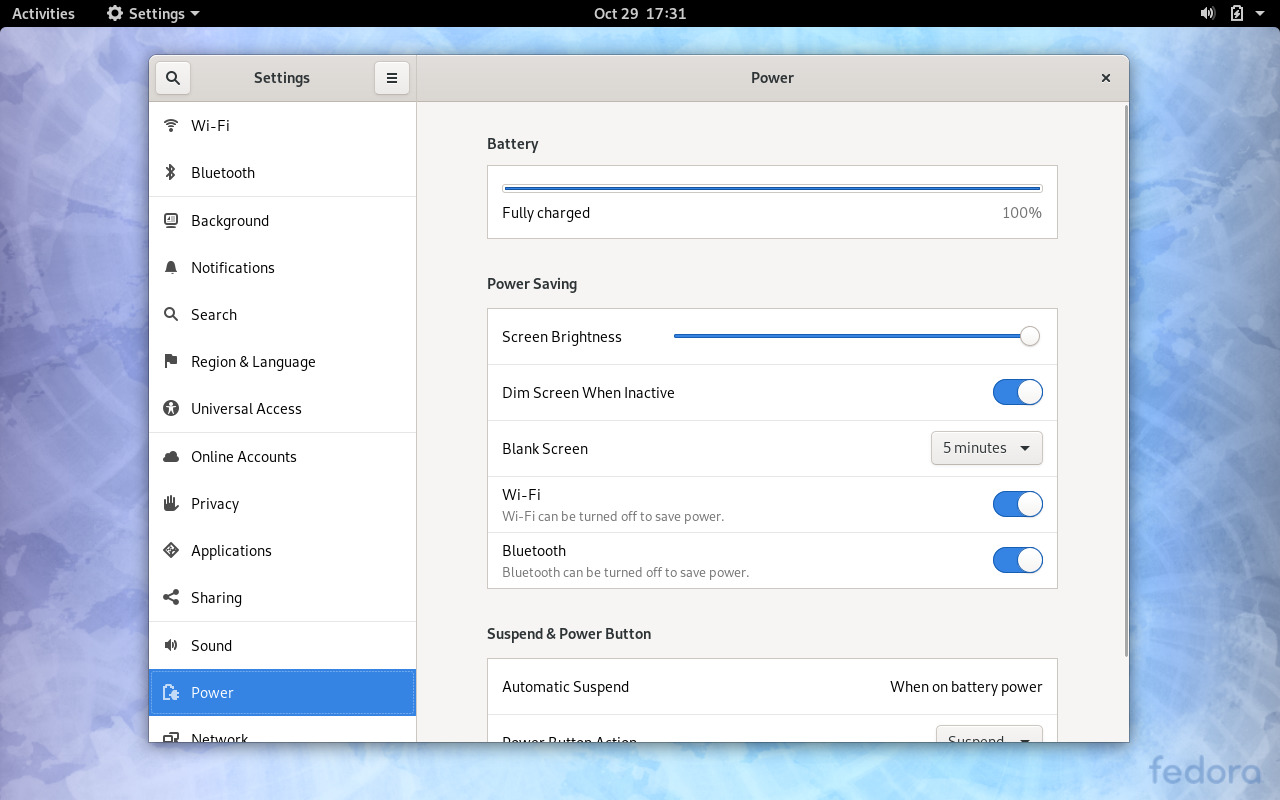 Activities Settings Oct 29 17:31
Settings Power
Wi-Fi
Bluetooth
Background
Notifications
Search
Region & Language
Universal Access
Online Accounts
Privacy
Applications
Sharing
Sound
Power
Network
Battery
Fully charged 100%
Power Saving
Screen Brightness
Dim Screen When Inactive
Blank Screen 5 minutes
Wi-Fi
Wi-Fi can be turned off to save power.
Bluetooth
Bluetooth can be turned off to save power.
Suspend & Power Button
Automatic Suspend When on battery power
Power Button Action Suspend
fedora